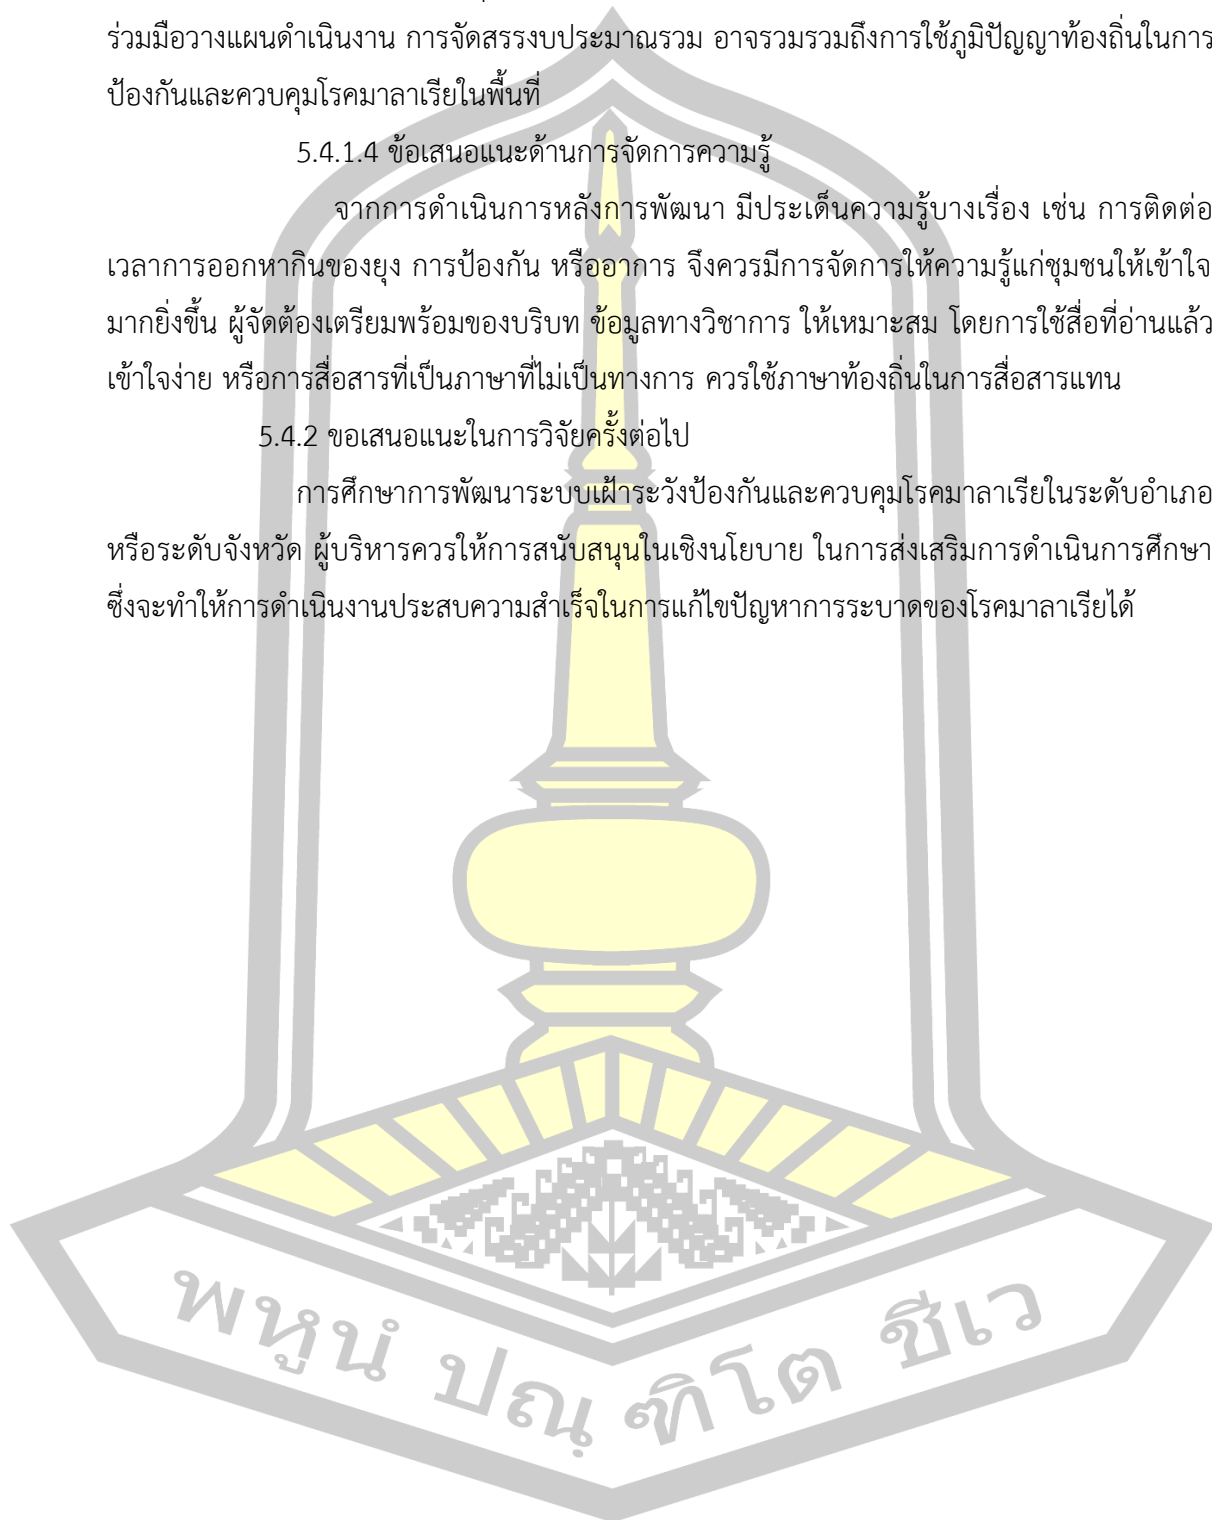 ร่วมมือวางแผนดำเนินงาน การจัดสรรงบประมาณรวม อาจรวมรวมถึงการใช้ภูมิปัญญาท้องถิ่นในการ
ป้องกันและควบคุมโรคมาลาเรียในพื้นที่
5.4.1.4 ข้อเสนอแนะด้านการจัดการความรู้
จากการดำเนินการหลังการพัฒนา มีประเด็นความรู้บางเรื่อง เช่น การติดต่อ
เวลาการออกหากินของยุง การป้องกัน หรืออาการ จึงควรมีการจัดการให้ความรู้แก่ชุมชนให้เข้าใจ
มากยิ่งขึ้น ผู้จัดต้องเตรียมพร้อมของบริบท ข้อมูลทางวิชาการ ให้เหมาะสม โดยการใช้สื่อที่อ่านแล้ว
เข้าใจง่าย หรือการสื่อสารที่เป็นภาษาที่ไม่เป็นทางการ ควรใช้ภาษาท้องถิ่นในการสื่อสารแทน
5.4.2 ขอเสนอแนะในการวิจัยครั้งต่อไป
การศึกษาการพัฒนาระบบเฝ้าระวังป้องกันและควบคุมโรคมาลาเรียในระดับอำเภอ
หรือระดับจังหวัด ผู้บริหารควรให้การสนับสนุนในเชิงนโยบาย ในการส่งเสริมการดำเนินการศึกษา
ซึ่งจะทำให้การดำเนินงานประสบความสำเร็จในการแก้ไขปัญหาการระบาดของโรคมาลาเรียได้
พหูนํ ปณฺฑิโต ชีเว